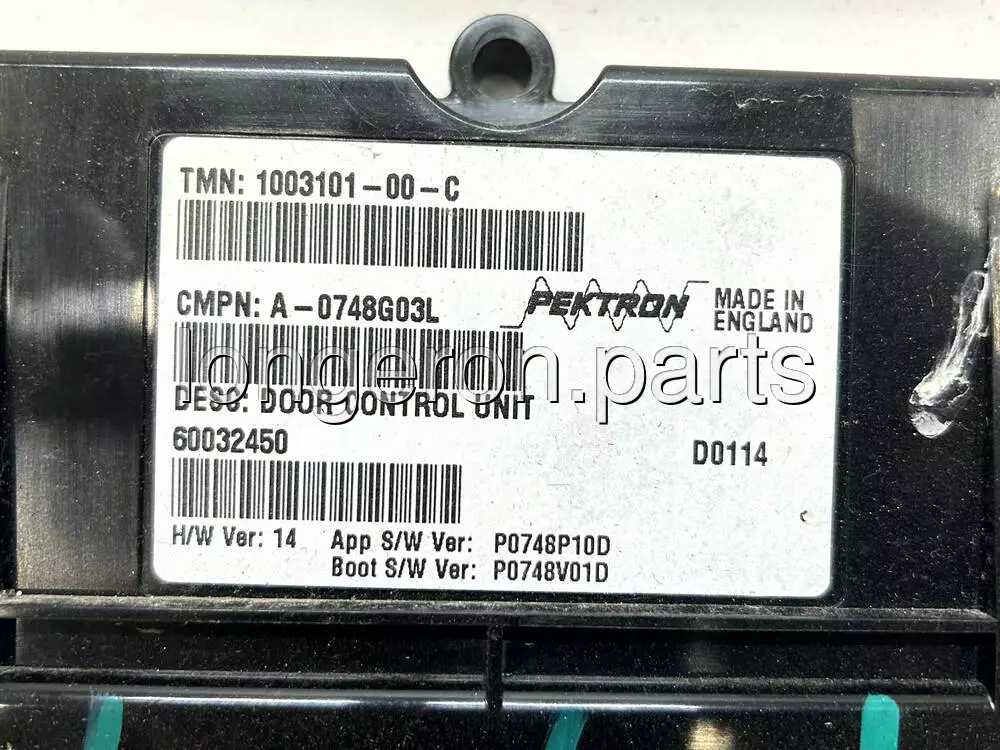 TMN: 1003101-00-C
CMPN: A-0748G03L
PEKTRON
MADE IN
ENGLAND
longeron.parts
DESC: DOOR CONTROL UNIT
60032450
D0114
H/W Ver: 14 App S/W Ver: P0748P10D
Boot S/W Ver: P0748V01D